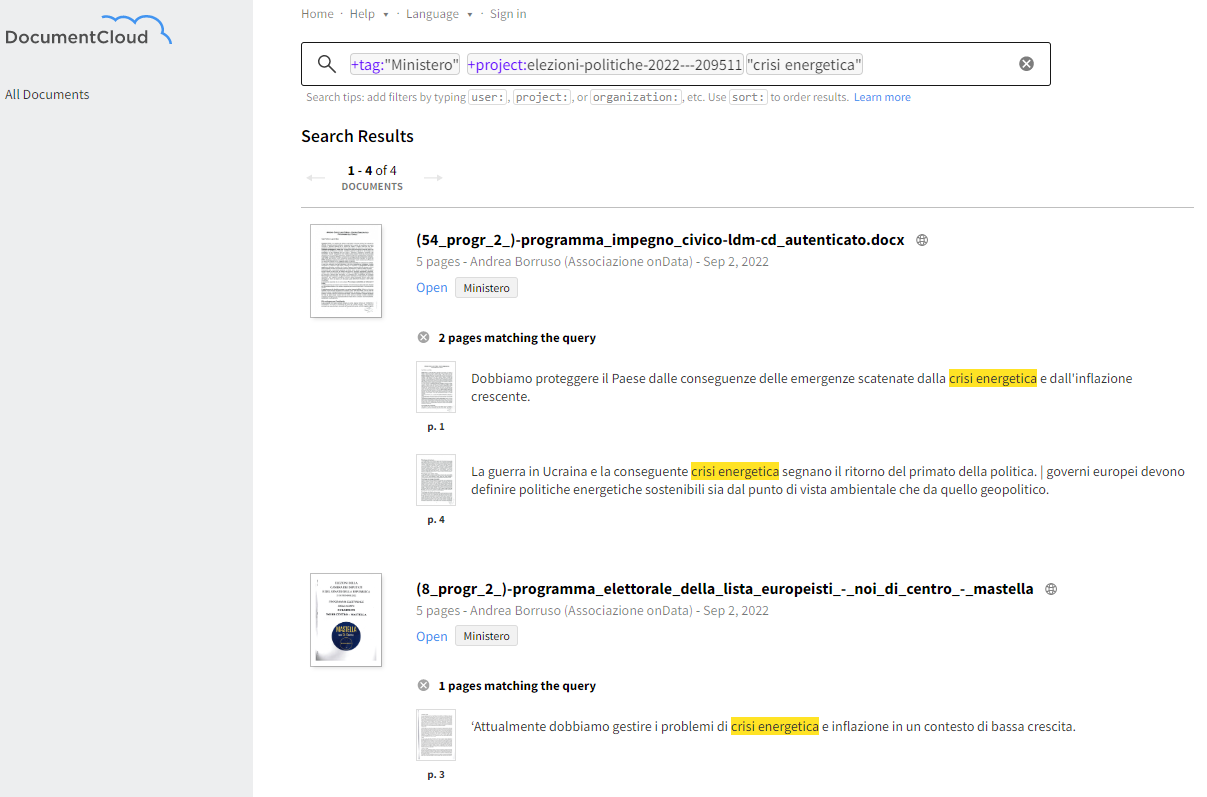 DocumentCloud
All Documents
Home · Help ▾ · Language ▾ · Sign in
+tag:"Ministero" +project:elezioni-politiche-2022---209511 "crisi energetica"
Search tips: add filters by typing user:, project:, or organization:, etc. Use sort: to order results. Learn more
Search Results
1 - 4 of 4
DOCUMENTS
(54_progr_2_)-programma_impegno_civico-ldm-cd_autenticato.docx
5 pages - Andrea Borruso (Associazione onData) - Sep 2, 2022
Open Ministero
2 pages matching the query
Dobbiamo proteggere il Paese dalle conseguenze delle emergenze scatenate dalla crisi energetica e dall'inflazione
crescente.
p. 1
La guerra in Ucraina e la conseguente crisi energetica segnano il ritorno del primato della politica. | governi europei devono
definire politiche energetiche sostenibili sia dal punto di vista ambientale che da quello geopolitico.
p. 4
(8_progr_2_)-programma_elettorale_della_lista_europeisti_-_noi_di_centro_-_mastella
5 pages - Andrea Borruso (Associazione onData) - Sep 2, 2022
Open Ministero
MASTELLA
1 pages matching the query
‘Attualmente dobbiamo gestire i problemi di crisi energetica e inflazione in un contesto di bassa crescita.
p. 3